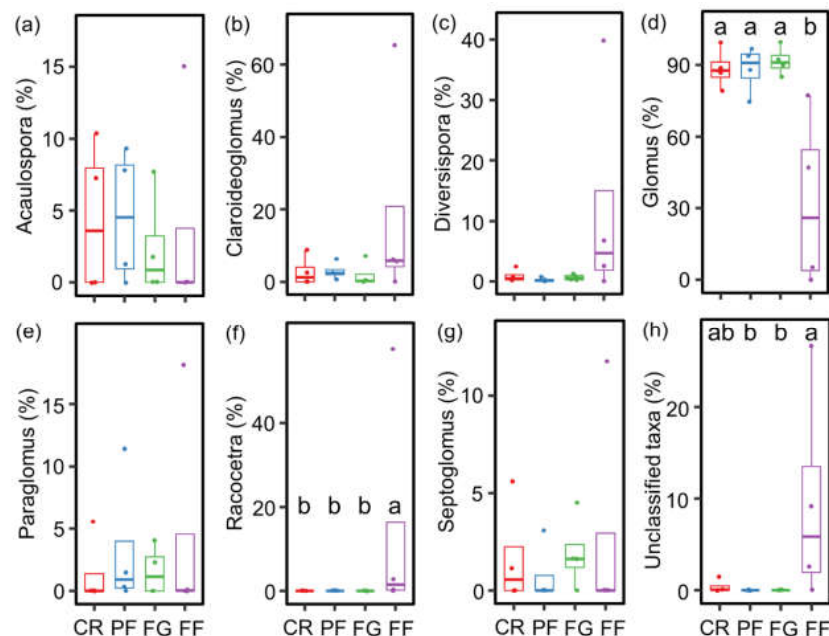 (a)
Acaulospora (%)
15
10
5
0
(b)
Claroideoglomus (%)
60
40
20
0
(c)
Diversispora (%)
40
30
20
10
0
(d)
Glomus (%)
90
60
30
0
a a a b
(e)
Paraglomus (%)
15
10
5
0
CR PF FG FF
(f)
Racocetra (%)
40
20
0
b b b a
CR PF FG FF
(g)
Septoglomus (%)
10
5
0
CR PF FG FF
(h)
Unclassified taxa (%)
20
10
0
ab b b a
CR PF FG FF